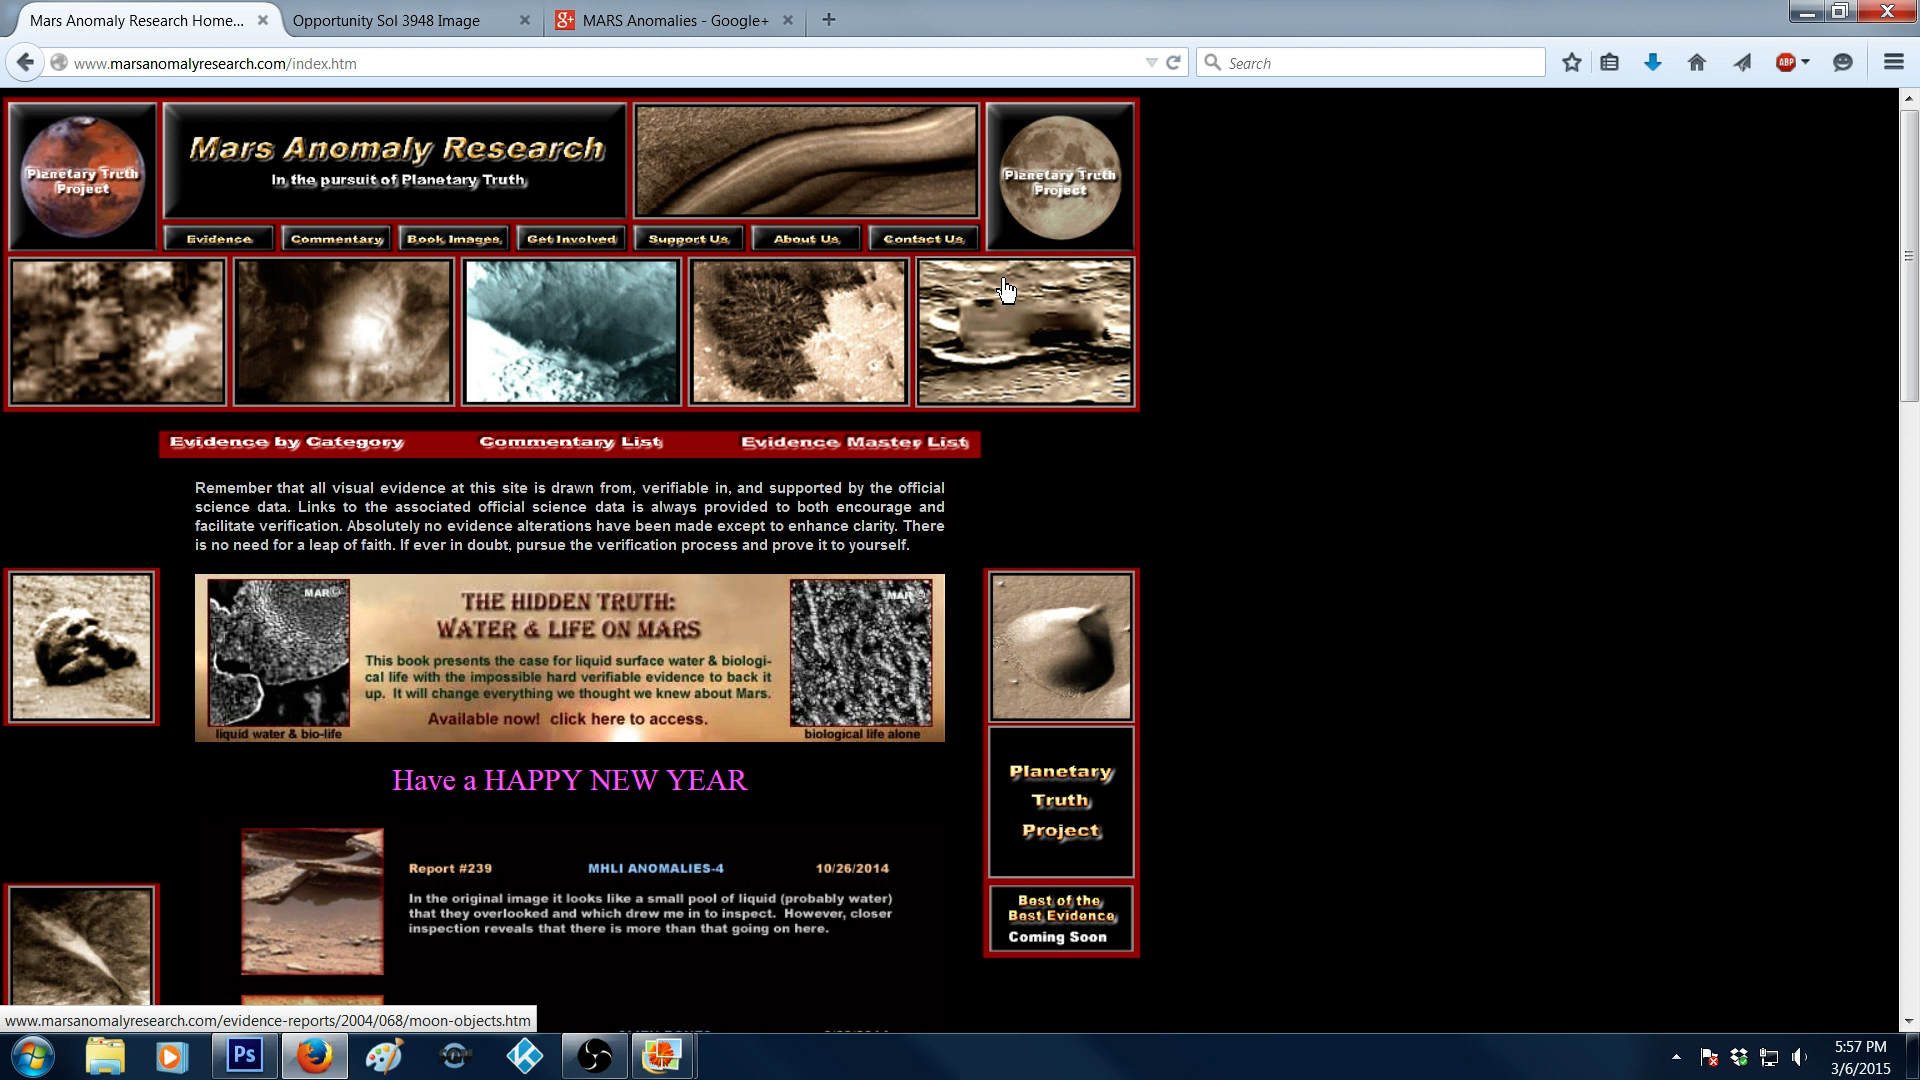 Mars Anomaly Research Home...
Opportunity Sol 3948 Image
MARS Anomalies - Google+
www.marsanomalyresearch.com/index.htm
Search
ABP
Planetary Truth
Project
Mars Anomaly Research
In the pursuit of Planetary Truth
Planetary Truth
Project
Evidence
Commentary
Book Images
Get Involved
Support Us
About Us
Contact Us
Evidence by Category
Commentary List
Evidence Master List
Remember that all visual evidence at this site is drawn from, verifiable in, and supported by the official
science data. Links to the associated official science data is always provided to both encourage and
facilitate verification. Absolutely no evidence alterations have been made except to enhance clarity. There
is no need for a leap of faith. If ever in doubt, pursue the verification process and prove it to yourself.
MAR©
THE HIDDEN TRUTH:
WATER & LIFE ON MARS
This book presents the case for liquid surface water & biologi-
cal life with the impossible hard verifiable evidence to back it
up. It will change everything we thought we knew about Mars.
Available now! click here to access.
liquid water & bio-life
MAR©
biological life alone
Have a HAPPY NEW YEAR
Planetary
Truth
Project
Report #239
MHLI ANOMALIES-4
10/26/2014
In the original image it looks like a small pool of liquid (probably water)
that they overlooked and which drew me in to inspect. However, closer
inspection reveals that there is more than that going on here.
Best of the
Best Evidence
Coming Soon
www.marsanomalyresearch.com/evidence-reports/2004/068/moon-objects.htm
Ps
5:57 PM
3/6/2015